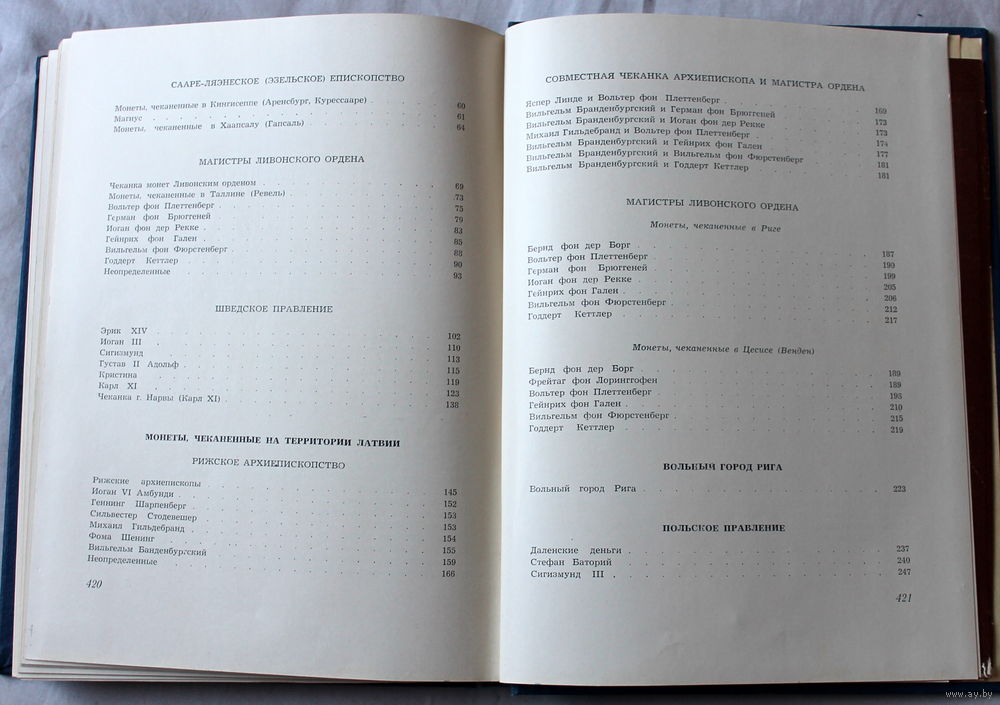 СААРЕ-ЛЯЭНЕСКОЕ (ЭЗЕЛЬСКОЕ) ЕПИСКОПСТВО
Монеты, чеканенные в Кингисеппе (Аренсбург, Курессааре) . 60
Магнус 61
Монеты, чеканенные в Хаапсалу (Гапсаль) 64
МАГИСТРЫ ЛИВОНСКОГО ОРДЕНА
Чеканка монет Ливонским орденом 69
Монеты, чеканенные в Таллине (Ревель) 73
Вольтер фон Плеттенберг 75
Герман фон Брюггеней 79
Иоган фон дер Рекке 83
Гейнрих фон Гален 85
Вильгельм фон Фюрстенберг 88
Годдерт Кеттлер 90
Неопределенные 93
ШВЕДСКОЕ ПРАВЛЕНИЕ
Эрик XIV 102
Иоган III 110
Сигизмунд 113
Густав II Адольф 115
Кристина 119
Карл XI 123
Чеканка г. Нарвы (Карл XI) 138
МОНЕТЫ, ЧЕКАНЕННЫЕ НА ТЕРРИТОРИИ ЛАТВИИ
РИЖСКОЕ АРХИЕПИСКОПСТВО
Рижские архиепископы 145
Иоган VI Амбунди 152
Геннинг Шарпенберг 153
Сильвестер Стодевешер 153
Михаил Гильдебранд 154
Фома Шенинг 155
Вильгельм Банденбургский 159
Неопределенные 166
420
СОВМЕСТНАЯ ЧЕКАНКА АРХИЕПИСКОПА И МАГИСТРА ОРДЕНА
Яспер Линде и Вольтер фон Плеттенберг 169
Вильгельм Бранденбургский и Герман фон Брюггеней 173
Вильгельм Бранденбургский и Иоган фон дер Рекке 173
Михаил Гильдебранд и Вольтер фон Плеттенберг 174
Вильгельм Бранденбургский и Гейнрих фон Гален 177
Вильгельм Бранденбургский и Вильгельм фон Фюрстенберг 181
Вильгельм Бранденбургский и Годдерт Кеттлер 181
МАГИСТРЫ ЛИВОНСКОГО ОРДЕНА
Монеты, чеканенные в Риге
Бернд фон дер Борг 187
Вольтер фон Плеттенберг 190
Герман фон Брюггеней 199
Иоган фон дер Рекке 205
Гейнрих фон Гален 206
Вильгельм фон Фюрстенберг 212
Годдерт Кеттлер 217
Монеты, чеканенные в Цесисе (Венден)
Бернд фон дер Борг 189
Фрейтаг фон Лоринггофен 189
Вольтер фон Плеттенберг 195
Гейнрих фон Гален 210
Вильгельм фон Фюрстенберг 215
Годдерт Кеттлер 219
ВОЛЬНЫЙ ГОРОД РИГА
Вольный город Рига 223
ПОЛЬСКОЕ ПРАВЛЕНИЕ
Даленские деньги 237
Стефан Баторий 240
Сигизмунд III 247
421
www.ay.by